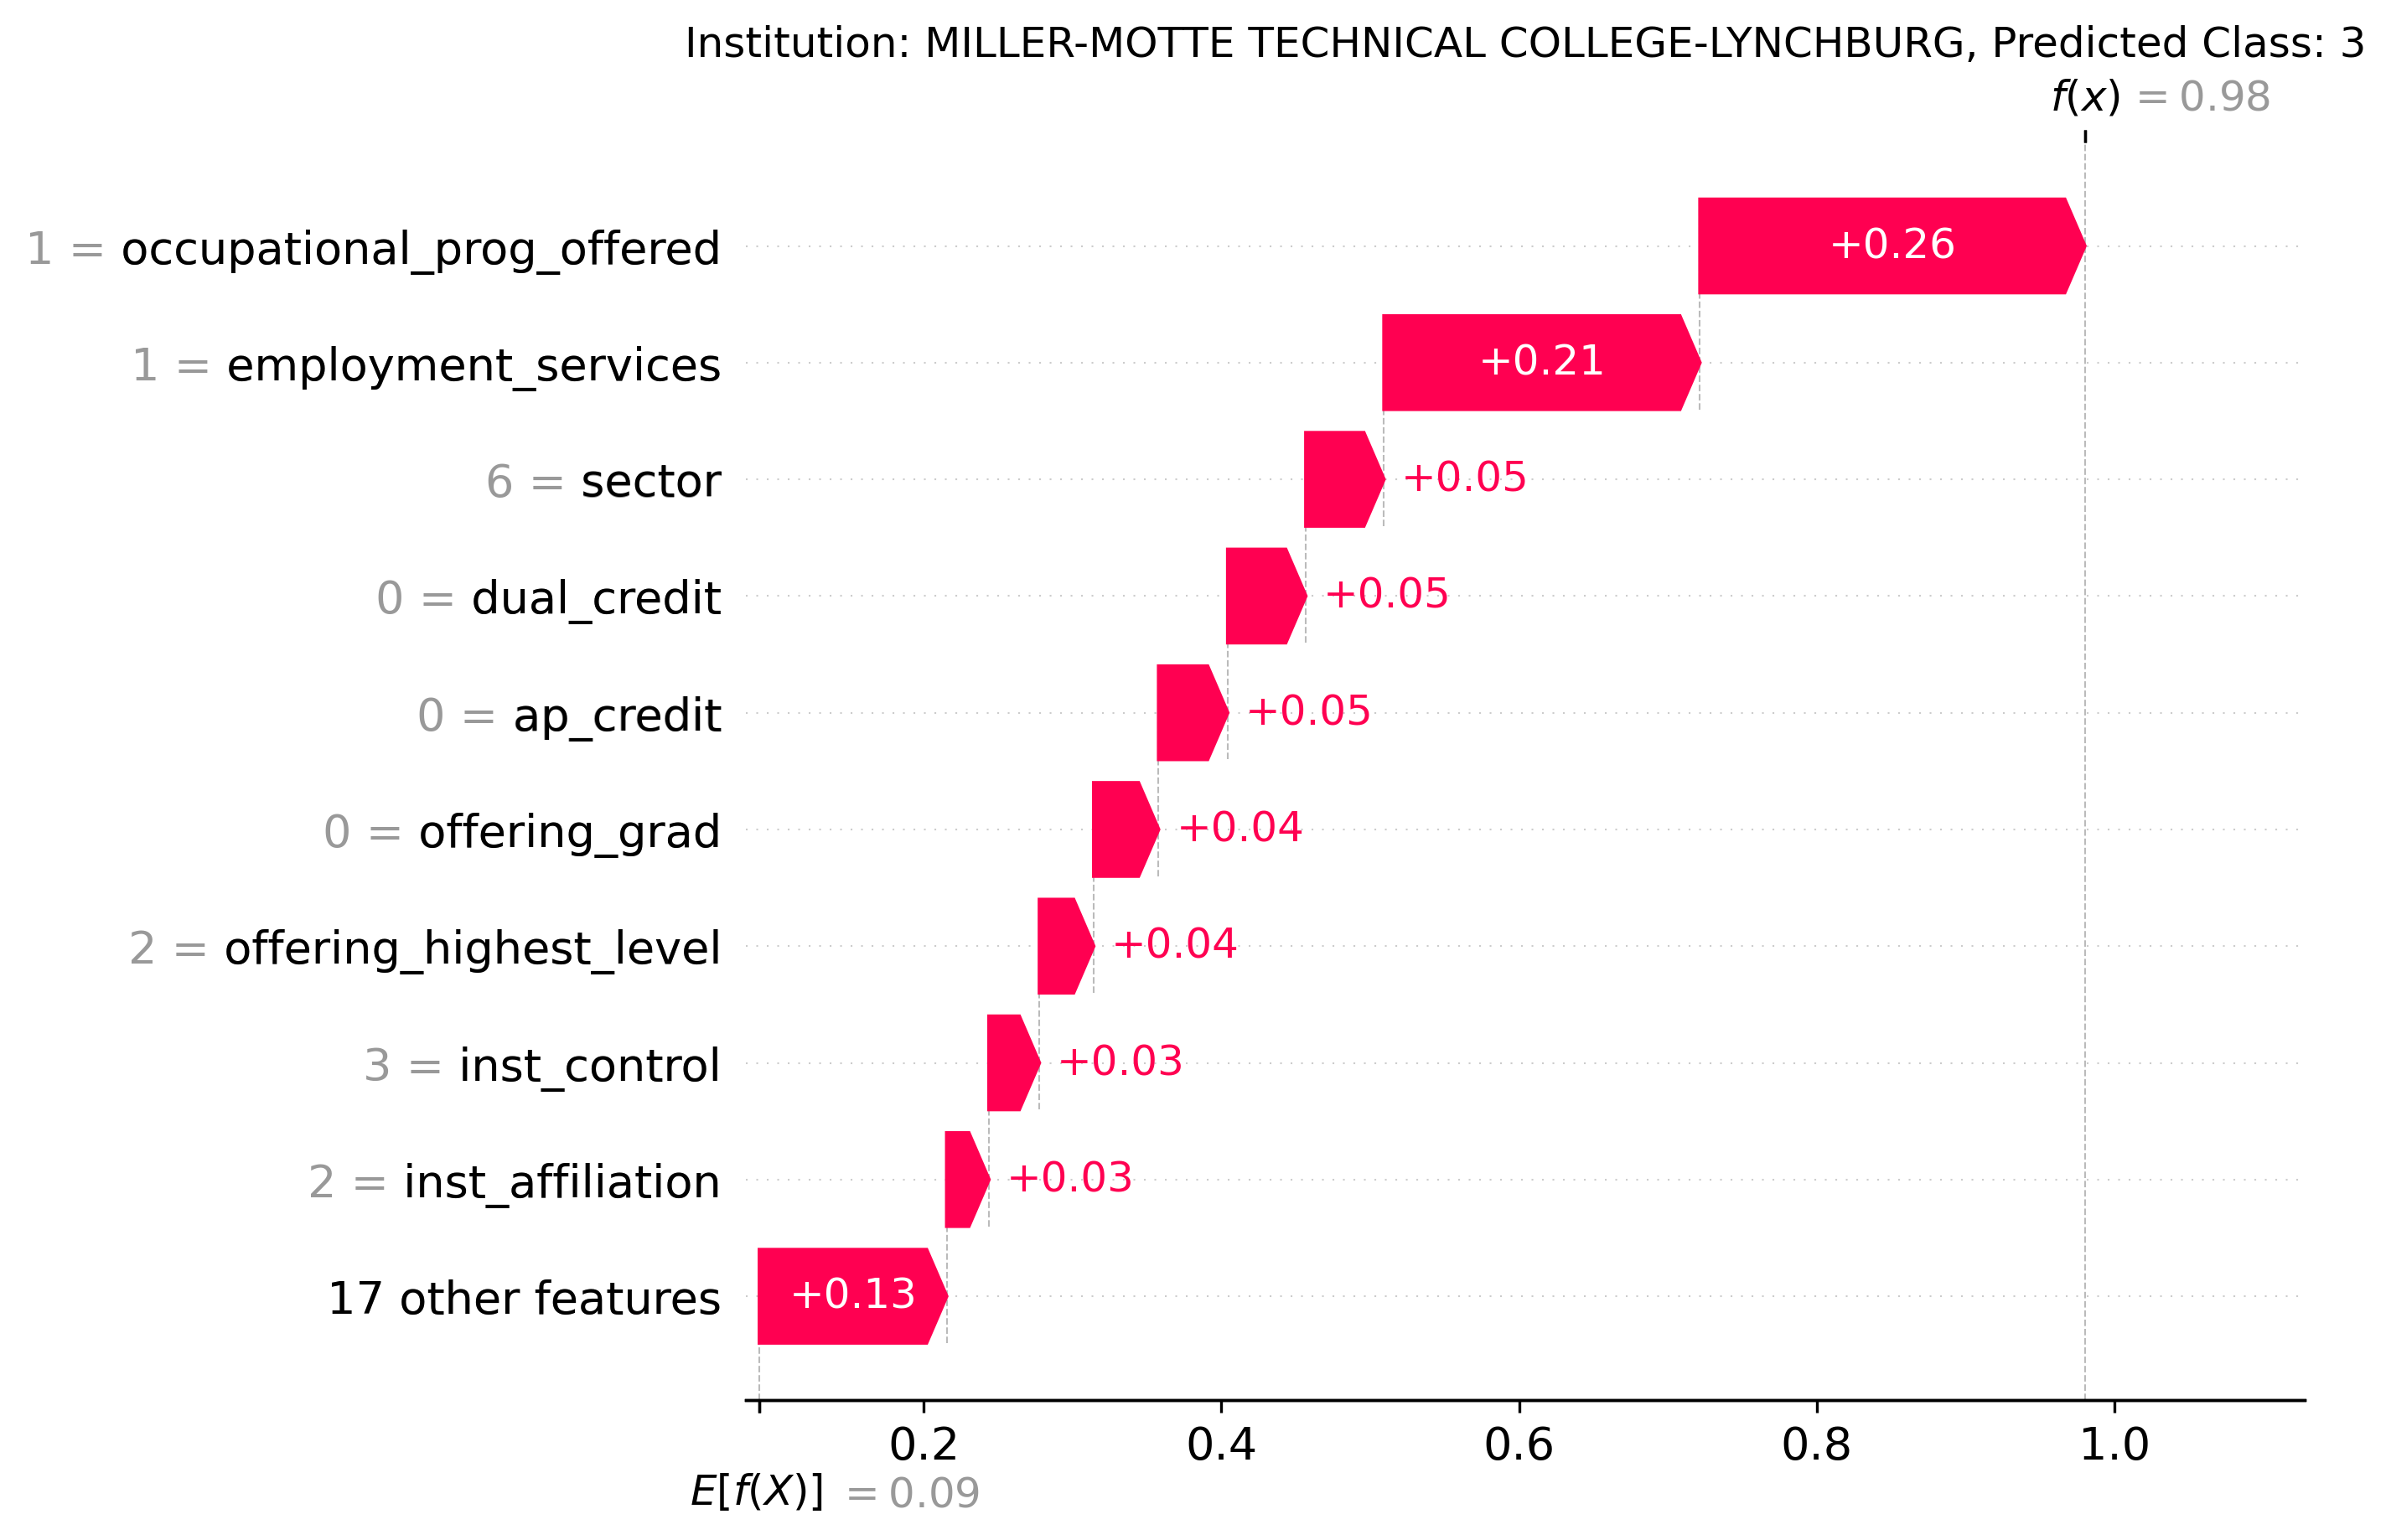 Institution: MILLER-MOTTE TECHNICAL COLLEGE-LYNCHBURG, Predicted Class: 3
f(x) = 0.98
1 = occupational_prog_offered +0.26
1 = employment_services +0.21
6 = sector +0.05
0 = dual_credit +0.05
0 = ap_credit +0.05
0 = offering_grad +0.04
2 = offering_highest_level +0.04
3 = inst_control +0.03
2 = inst_affiliation +0.03
17 other features +0.13
0.2 0.4 0.6 0.8 1.0
E[f(X)] = 0.09